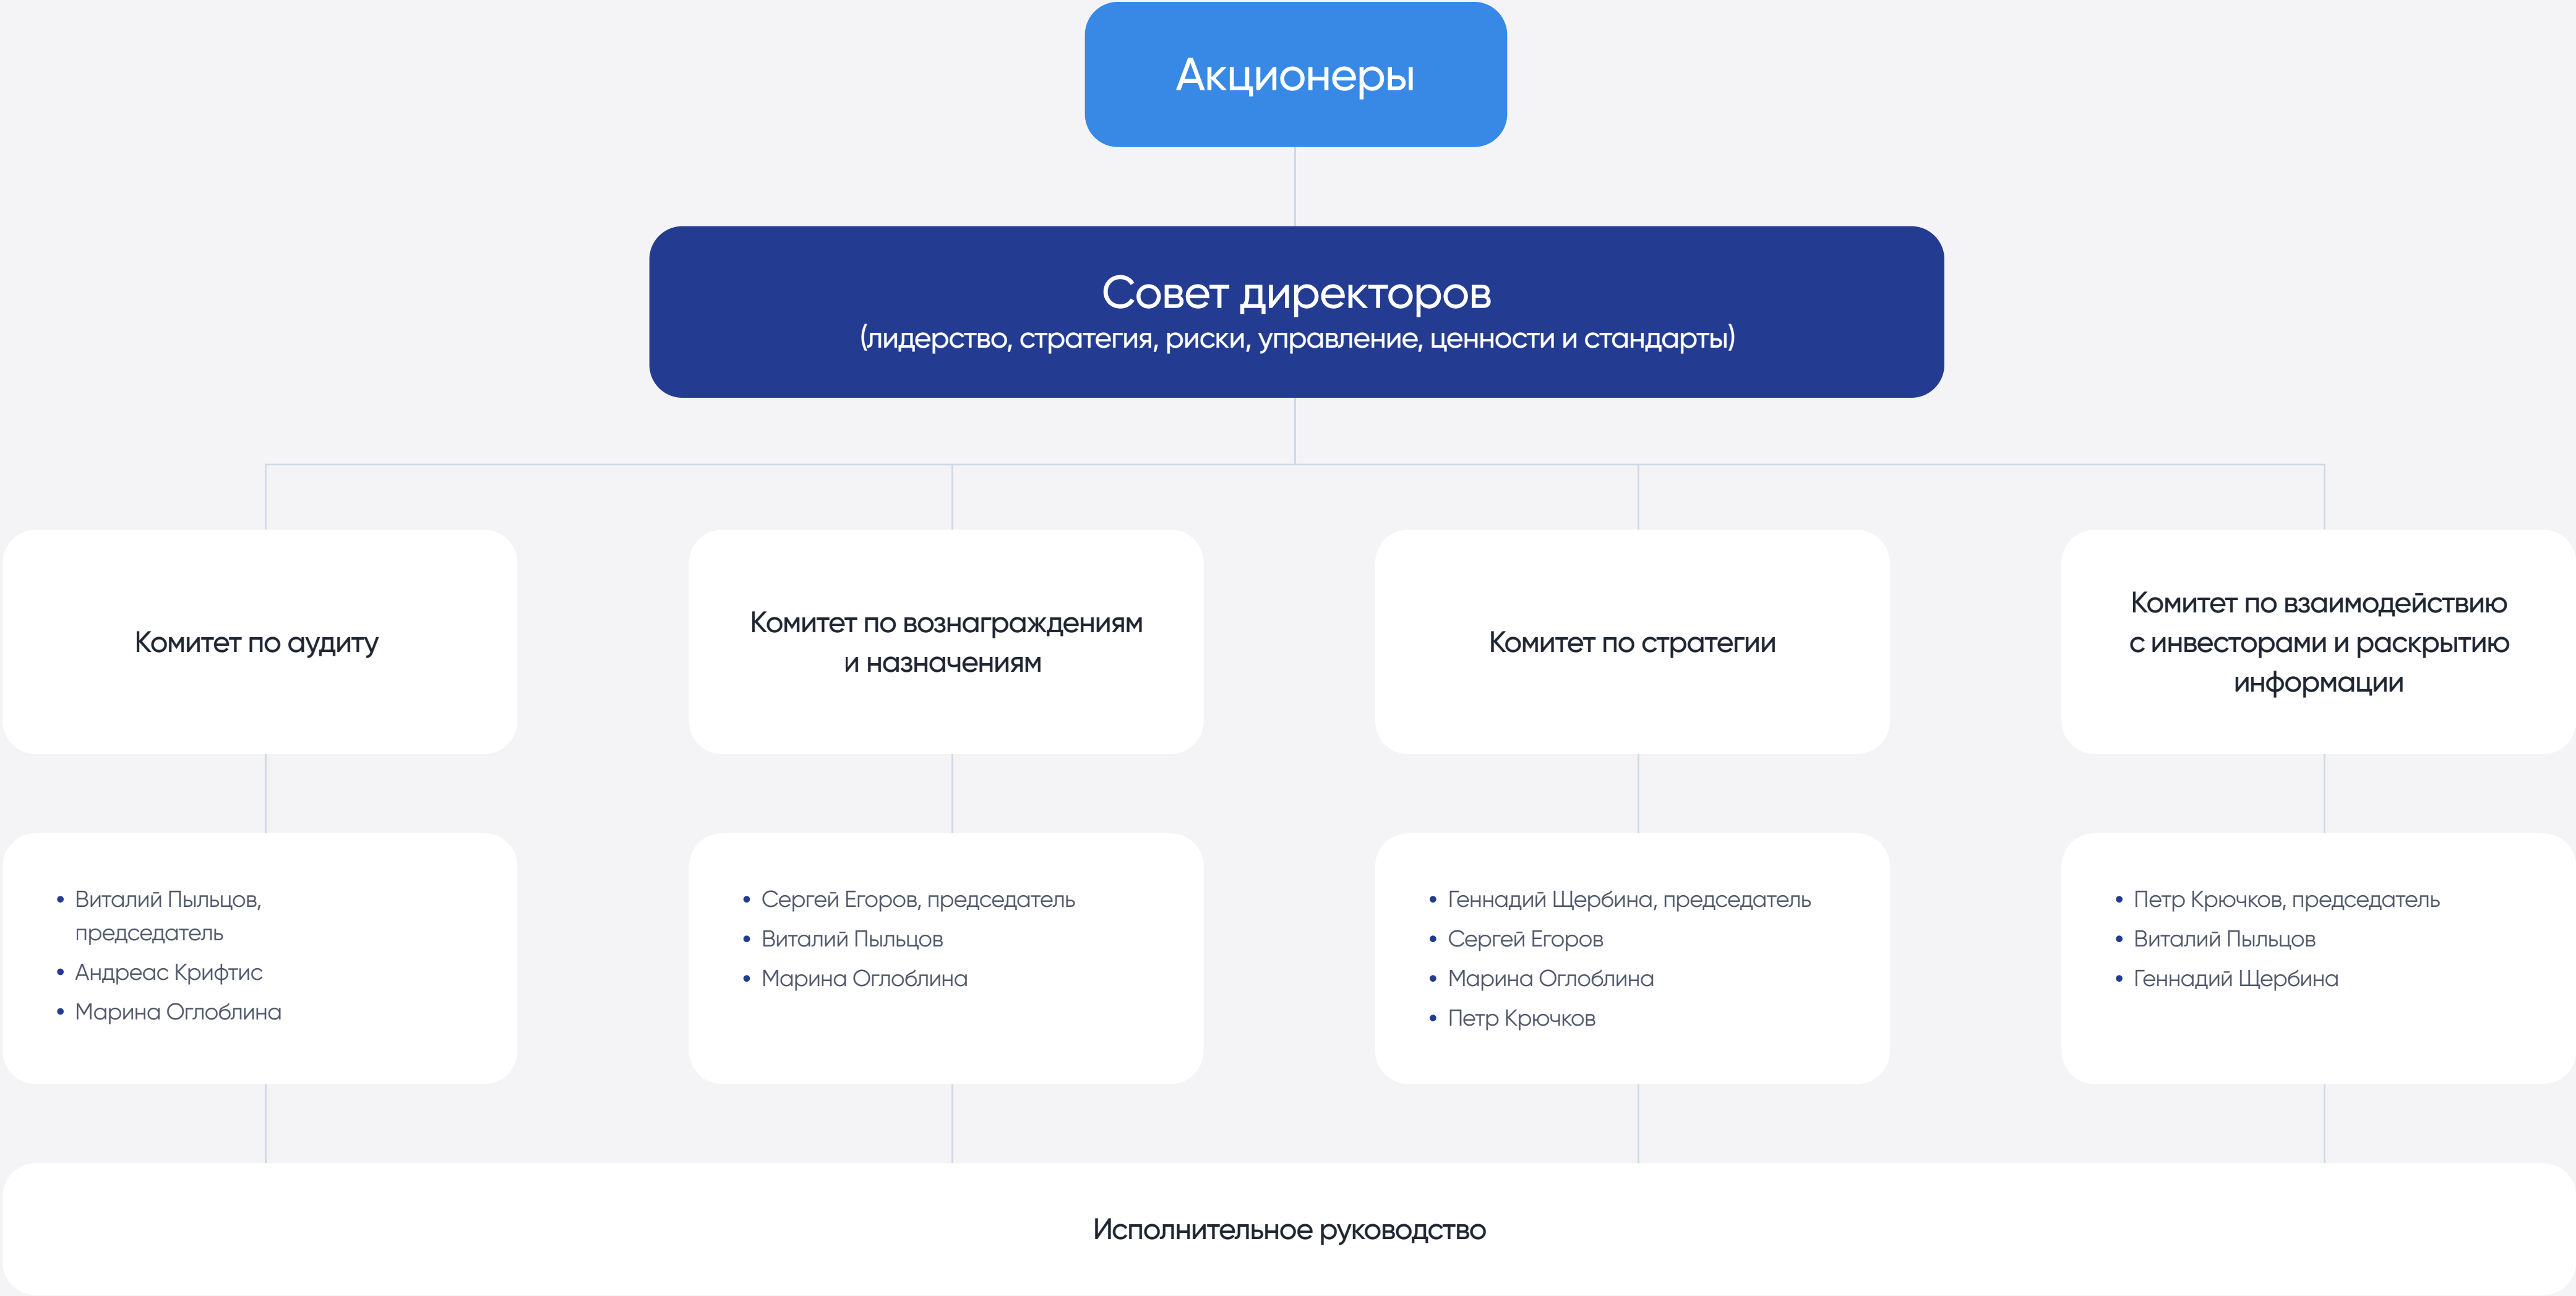 Акционеры
Совет директоров
(лидерство, стратегия, риски, управление, ценности и стандарты)
Комитет по аудиту
Комитет по вознаграждениям
и назначениям
Комитет по стратегии
Комитет по взаимодействию
с инвесторами и раскрытию
информации
• Виталий Пыльцов,
председатель
• Андреас Крифтис
• Марина Оглоблина
• Сергей Егоров, председатель
• Виталий Пыльцов
• Марина Оглоблина
• Геннадий Щербина, председатель
• Сергей Егоров
• Марина Оглоблина
• Петр Крючков
• Петр Крючков, председатель
• Виталий Пыльцов
• Геннадий Щербина
Исполнительное руководство